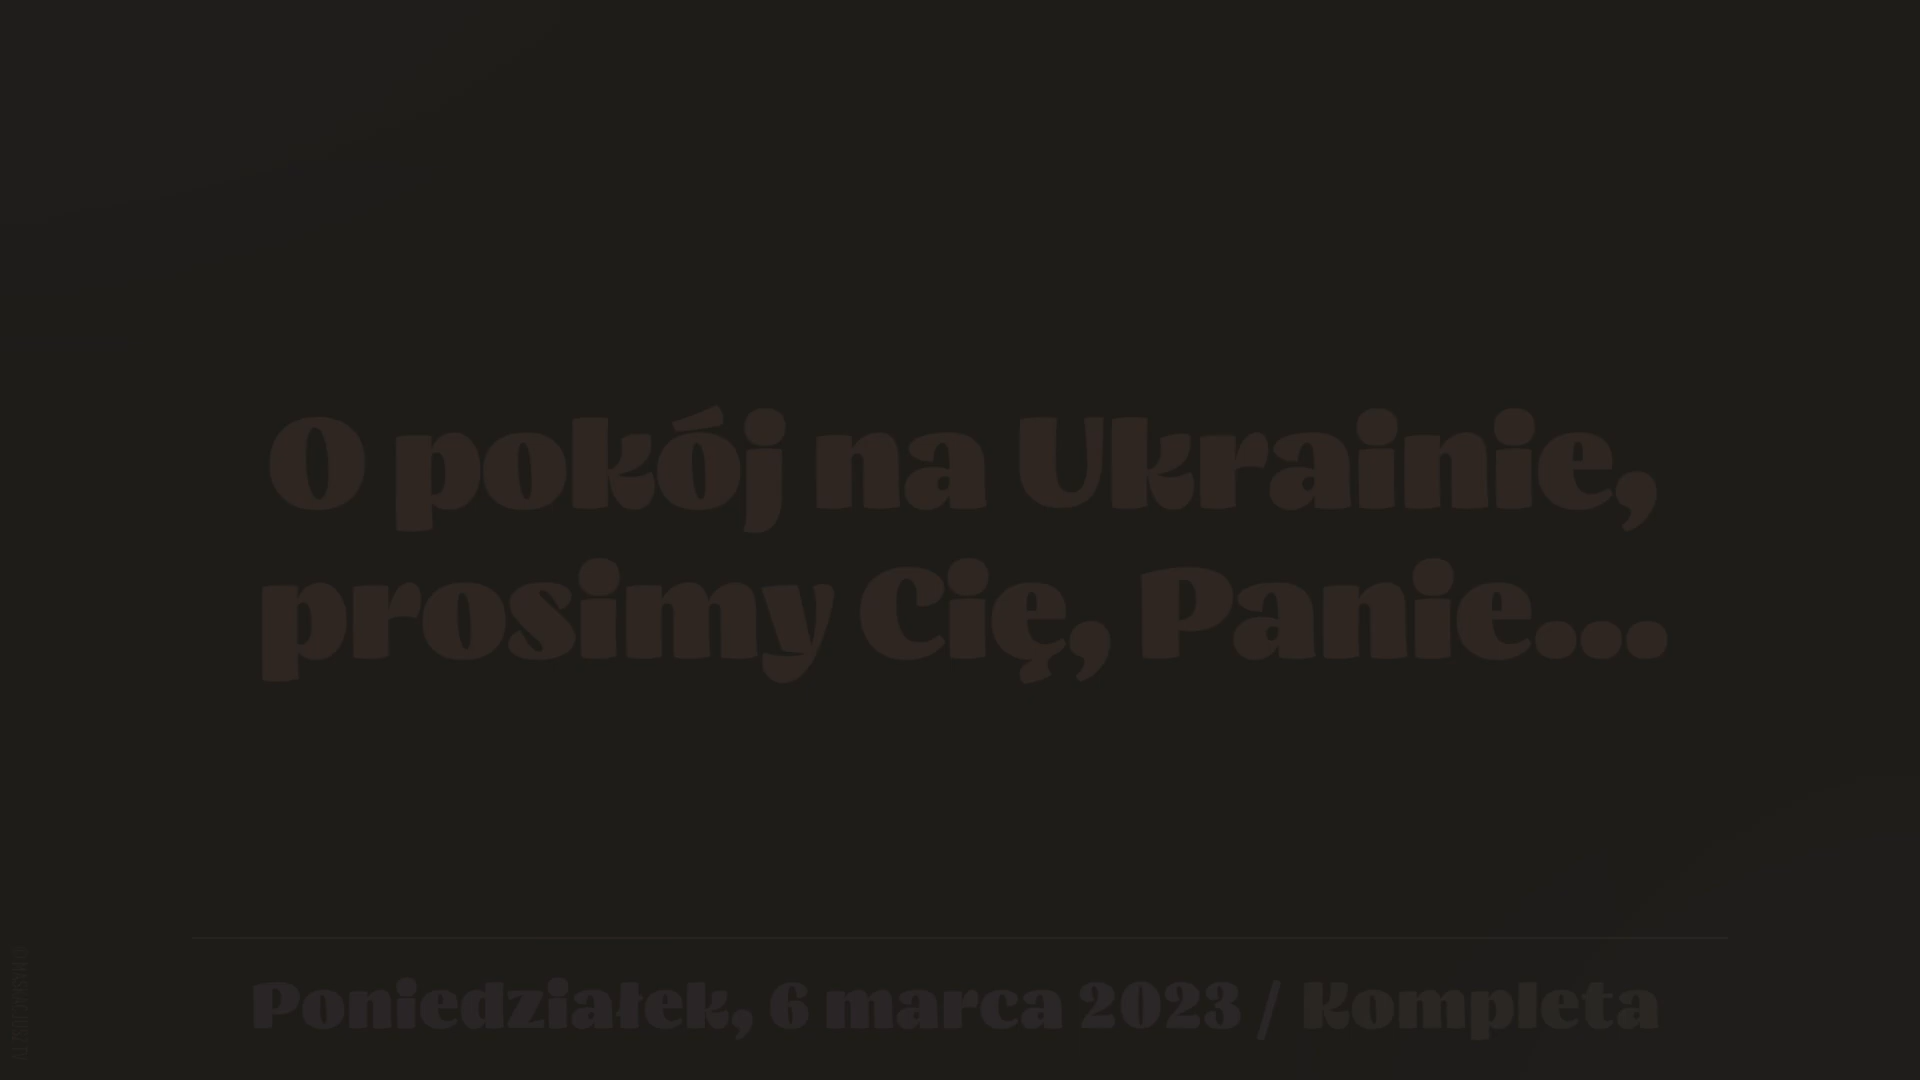 O pokój na Ukrainie,
prosimy Cię, Panie...
Poniedziałek, 6 marca 2023 / Kompleta